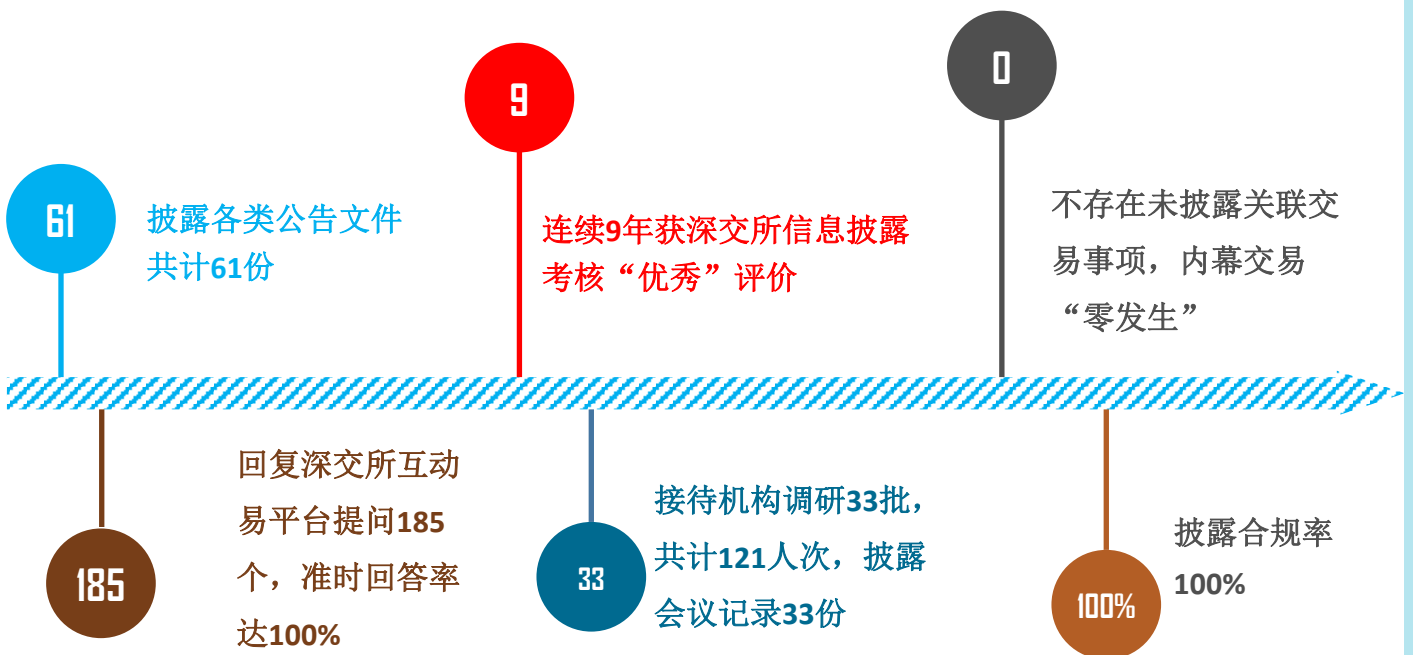 61
披露各类公告文件
共计61份
9
连续9年获深交所信息披露
考核“优秀”评价
0
不存在未披露关联交
易事项，内幕交易
“零发生”
185
回复深交所互动
易平台提问185
个，准时回答率
达100%
33
接待机构调研33批，
共计121人次，披露
会议记录33份
100%
披露合规率
100%